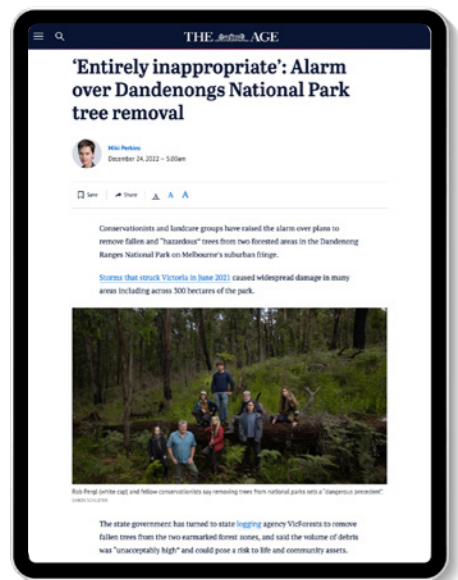 THE AGE
‘Entirely inappropriate’: Alarm
over Dandenongs National Park
tree removal
Miki Perkins
December 24, 2022 – 5.00am
Save
Share
A
A
A
Conservationists and landcare groups have raised the alarm over plans to
remove fallen and “hazardous” trees from two forested areas in the Dandenong
Ranges National Park on Melbourne’s suburban fringe.
Storms that struck Victoria in June 2021 caused widespread damage in many
areas including across 300 hectares of the park.
Rob Pergl (white cap) and fellow conservationists say removing trees from national parks sets a “dangerous precedent”.
The state government has turned to state logging agency VicForests to remove
fallen trees from the two earmarked forest zones, and said the volume of debris
was “unacceptably high” and could pose a risk to life and community assets.